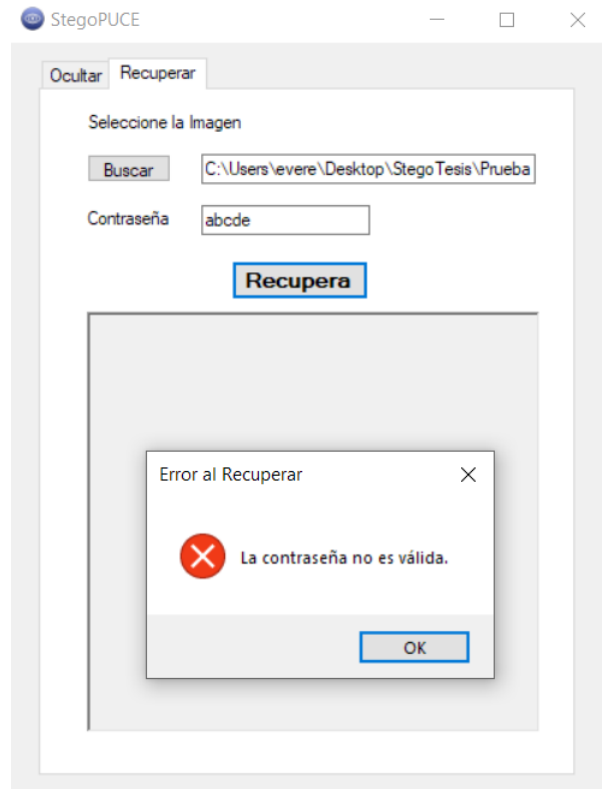 StegoPUCE
Ocultar Recuperar
Seleccione la Imagen
Buscar C:\Users\evere\Desktop\StegoTesis\Prueba
Contraseña abcde
Recupera
Error al Recuperar
La contraseña no es válida.
OK